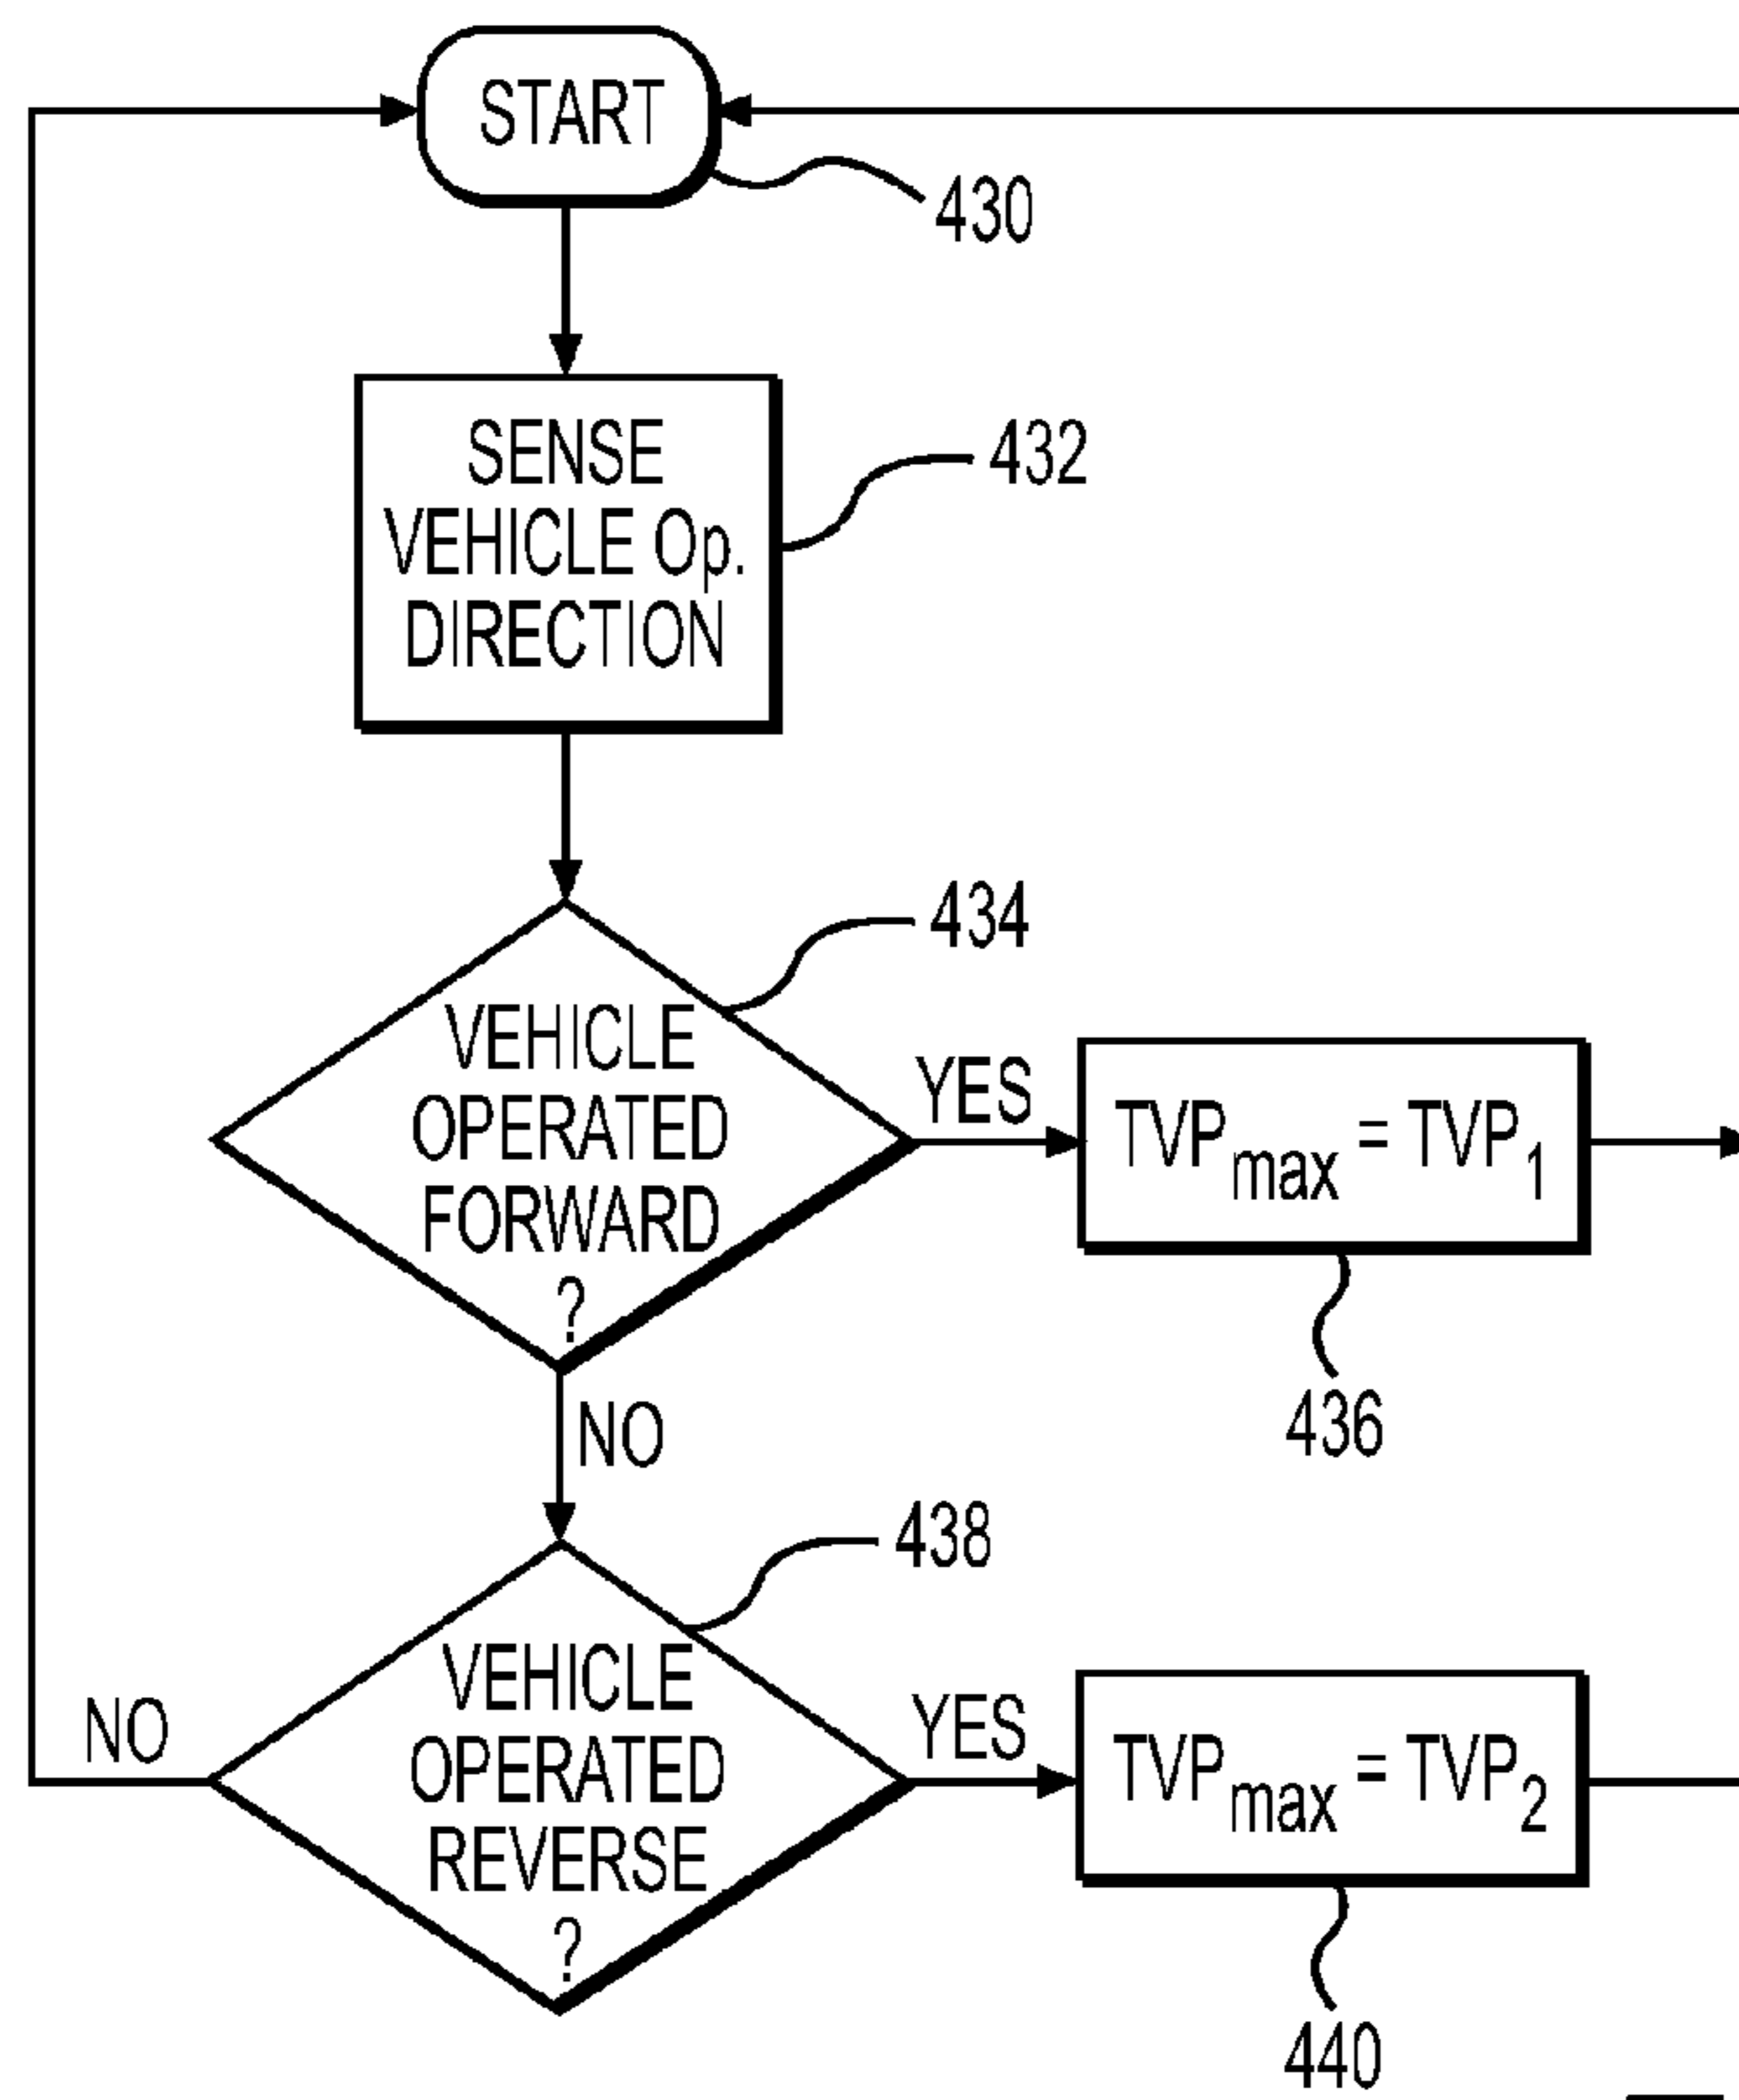 START
430
SENSE
VEHICLE Op.
DIRECTION
432
434
VEHICLE
OPERATED
FORWARD
?
YES
TVPmax = TVP1
436
NO
438
VEHICLE
OPERATED
REVERSE
?
NO
YES
TVPmax = TVP2
440